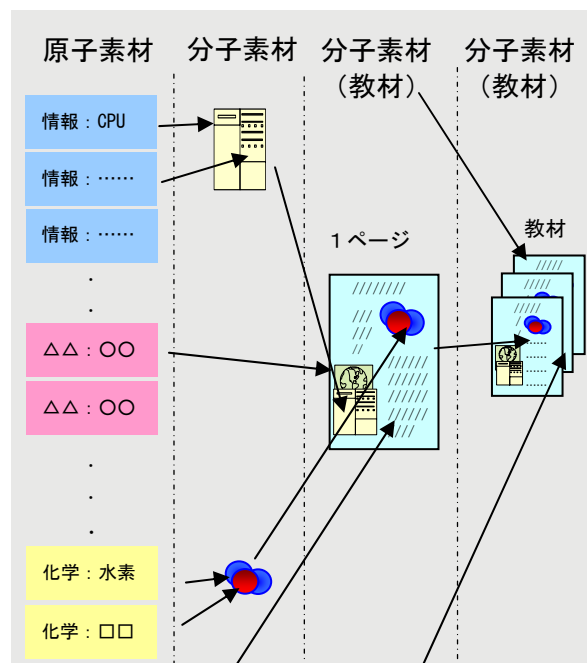 原子素材
分子素材
分子素材
(教材)
分子素材
(教材)
情報：CPU
情報：……
情報：……
教材
1ページ
△△：○○
△△：○○
化学：水素
化学：□□